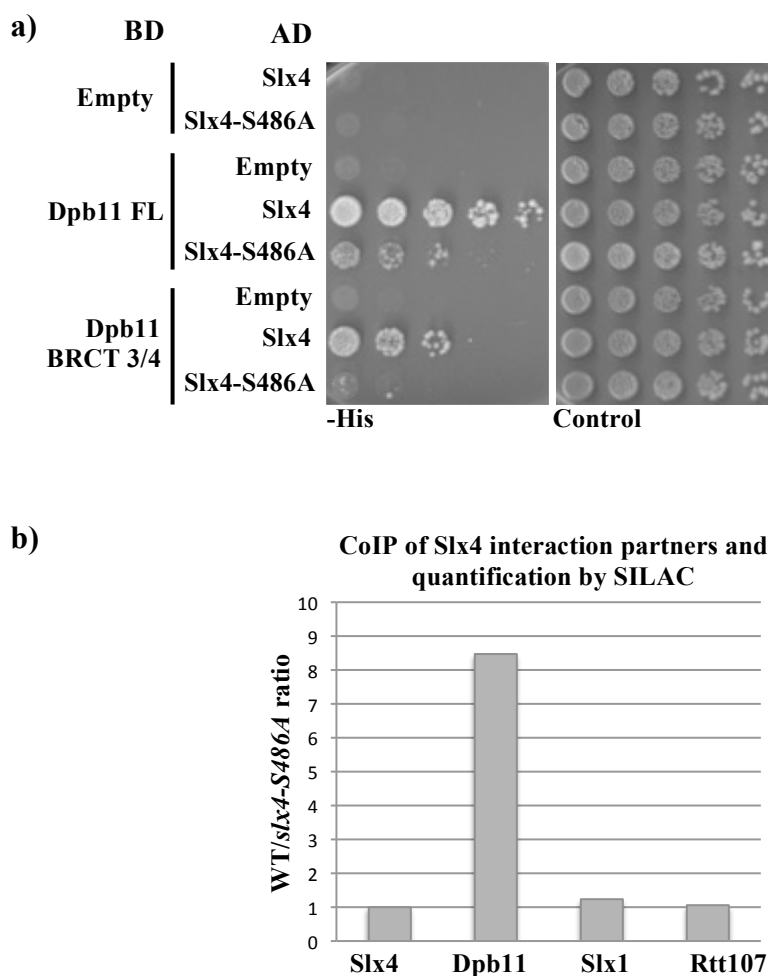 a)
BD AD
Empty
Slx4
Slx4-S486A
Dpb11 FL
Empty
Slx4
Slx4-S486A
Dpb11
BRCT 3/4
Empty
Slx4
Slx4-S486A
-His Control
b)
CoIP of Slx4 interaction partners and
quantification by SILAC
WT/slx4-S486A ratio
10
9
8
7
6
5
4
3
2
1
0
Slx4 Dpb11 Slx1 Rtt107